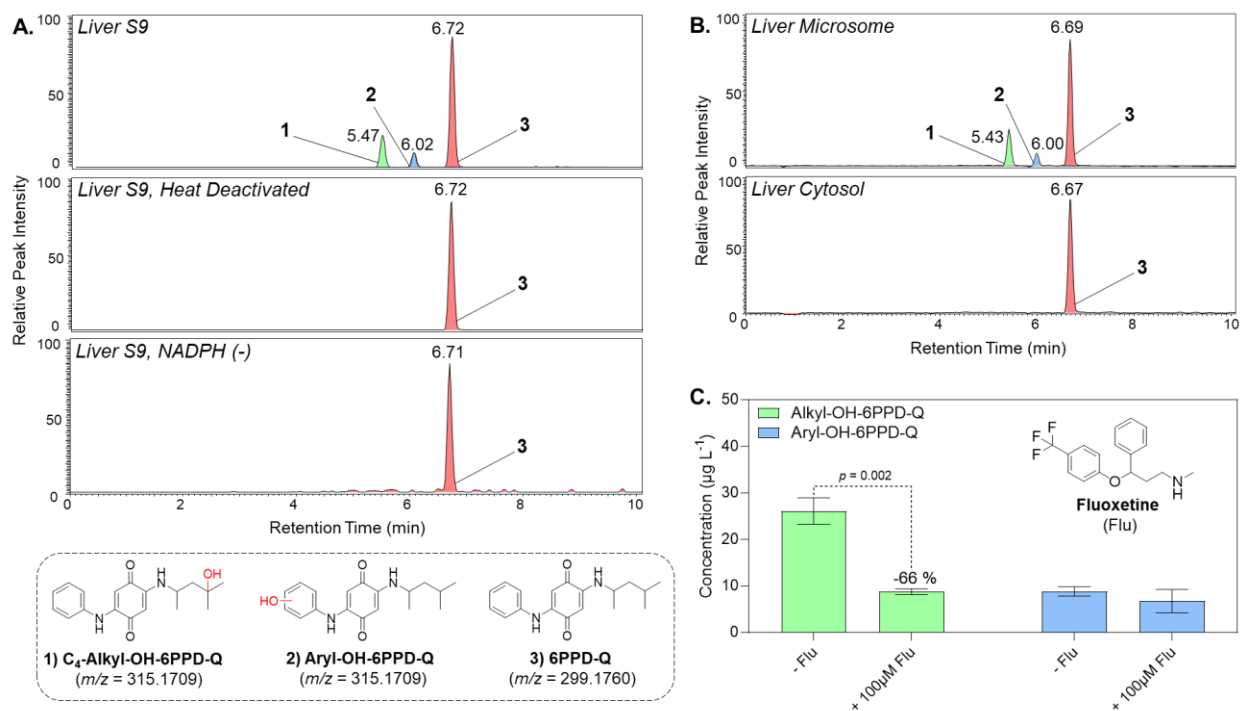 A.
Liver S9
Relative Peak Intensity
100
50
0
1
5.47
2
6.02
6.72
3
Liver S9, Heat Deactivated
100
50
0
6.72
3
Liver S9, NADPH (-)
100
50
0
6.71
3
0 2 4 6 8 10
Retention Time (min)
B.
Liver Microsome
Relative Peak Intensity
100
50
0
1
5.43
2
6.00
6.69
3
Liver Cytosol
100
50
0
6.67
3
0 2 4 6 8 10
Retention Time (min)
O
H
N
OH
N
H
O
1) C₄-Alkyl-OH-6PPD-Q
(m/z = 315.1709)
O
H
N
HO
N
H
O
2) Aryl-OH-6PPD-Q
(m/z = 315.1709)
O
H
N
N
H
O
3) 6PPD-Q
(m/z = 299.1760)
C.
Concentration (µg L⁻¹)
50
40
30
20
10
0
Alkyl-OH-6PPD-Q
Aryl-OH-6PPD-Q
p = 0.002
-66 %
F
F
F
O
N
H
Fluoxetine
(Flu)
- Flu
+ 100µM Flu
- Flu
+ 100µM Flu